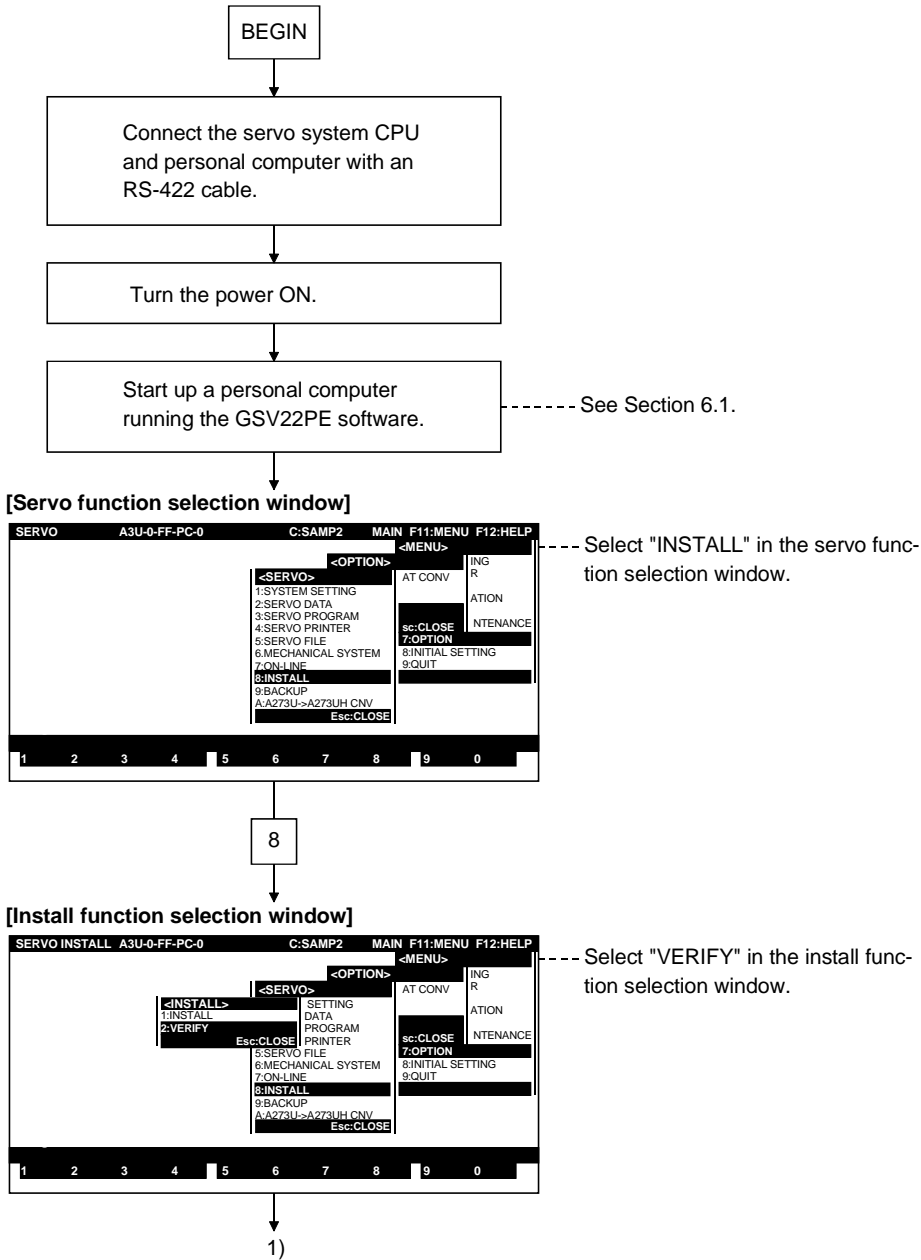 BEGIN
Connect the servo system CPU
and personal computer with an
RS-422 cable.
Turn the power ON.
Start up a personal computer
running the GSV22PE software.
See Section 6.1.
[Servo function selection window]
SERVO A3U-0-FF-PC-0 C:SAMP2 MAIN F11:MENU F12:HELP
<MENU>
<OPTION>
ING
<SERVO>
AT CONV
R
1:SYSTEM SETTING
2:SERVO DATA
ATION
3:SERVO PROGRAM
4:SERVO PRINTER
sc:CLOSE
NTENANCE
5:SERVO FILE
7:OPTION
6.MECHANICAL SYSTEM
8:INITIAL SETTING
7:ON-LINE
9:QUIT
8:INSTALL
9:BACKUP
A:A273U->A273UH CNV
Esc:CLOSE
1 2 3 4 5 6 7 8 9 0
Select "INSTALL" in the servo func-
tion selection window.
8
[Install function selection window]
SERVO INSTALL A3U-0-FF-PC-0 C:SAMP2 MAIN F11:MENU F12:HELP
<MENU>
<OPTION>
ING
<SERVO>
AT CONV
R
<INSTALL>
SETTING
1:INSTALL
DATA
ATION
2:VERIFY
PROGRAM
Esc:CLOSE
PRINTER
sc:CLOSE
NTENANCE
5:SERVO FILE
7:OPTION
6:MECHANICAL SYSTEM
8:INITIAL SETTING
7:ON-LINE
9:QUIT
8:INSTALL
9:BACKUP
A:A273U->A273UH CNV
Esc:CLOSE
1 2 3 4 5 6 7 8 9 0
Select "VERIFY" in the install func-
tion selection window.
1)